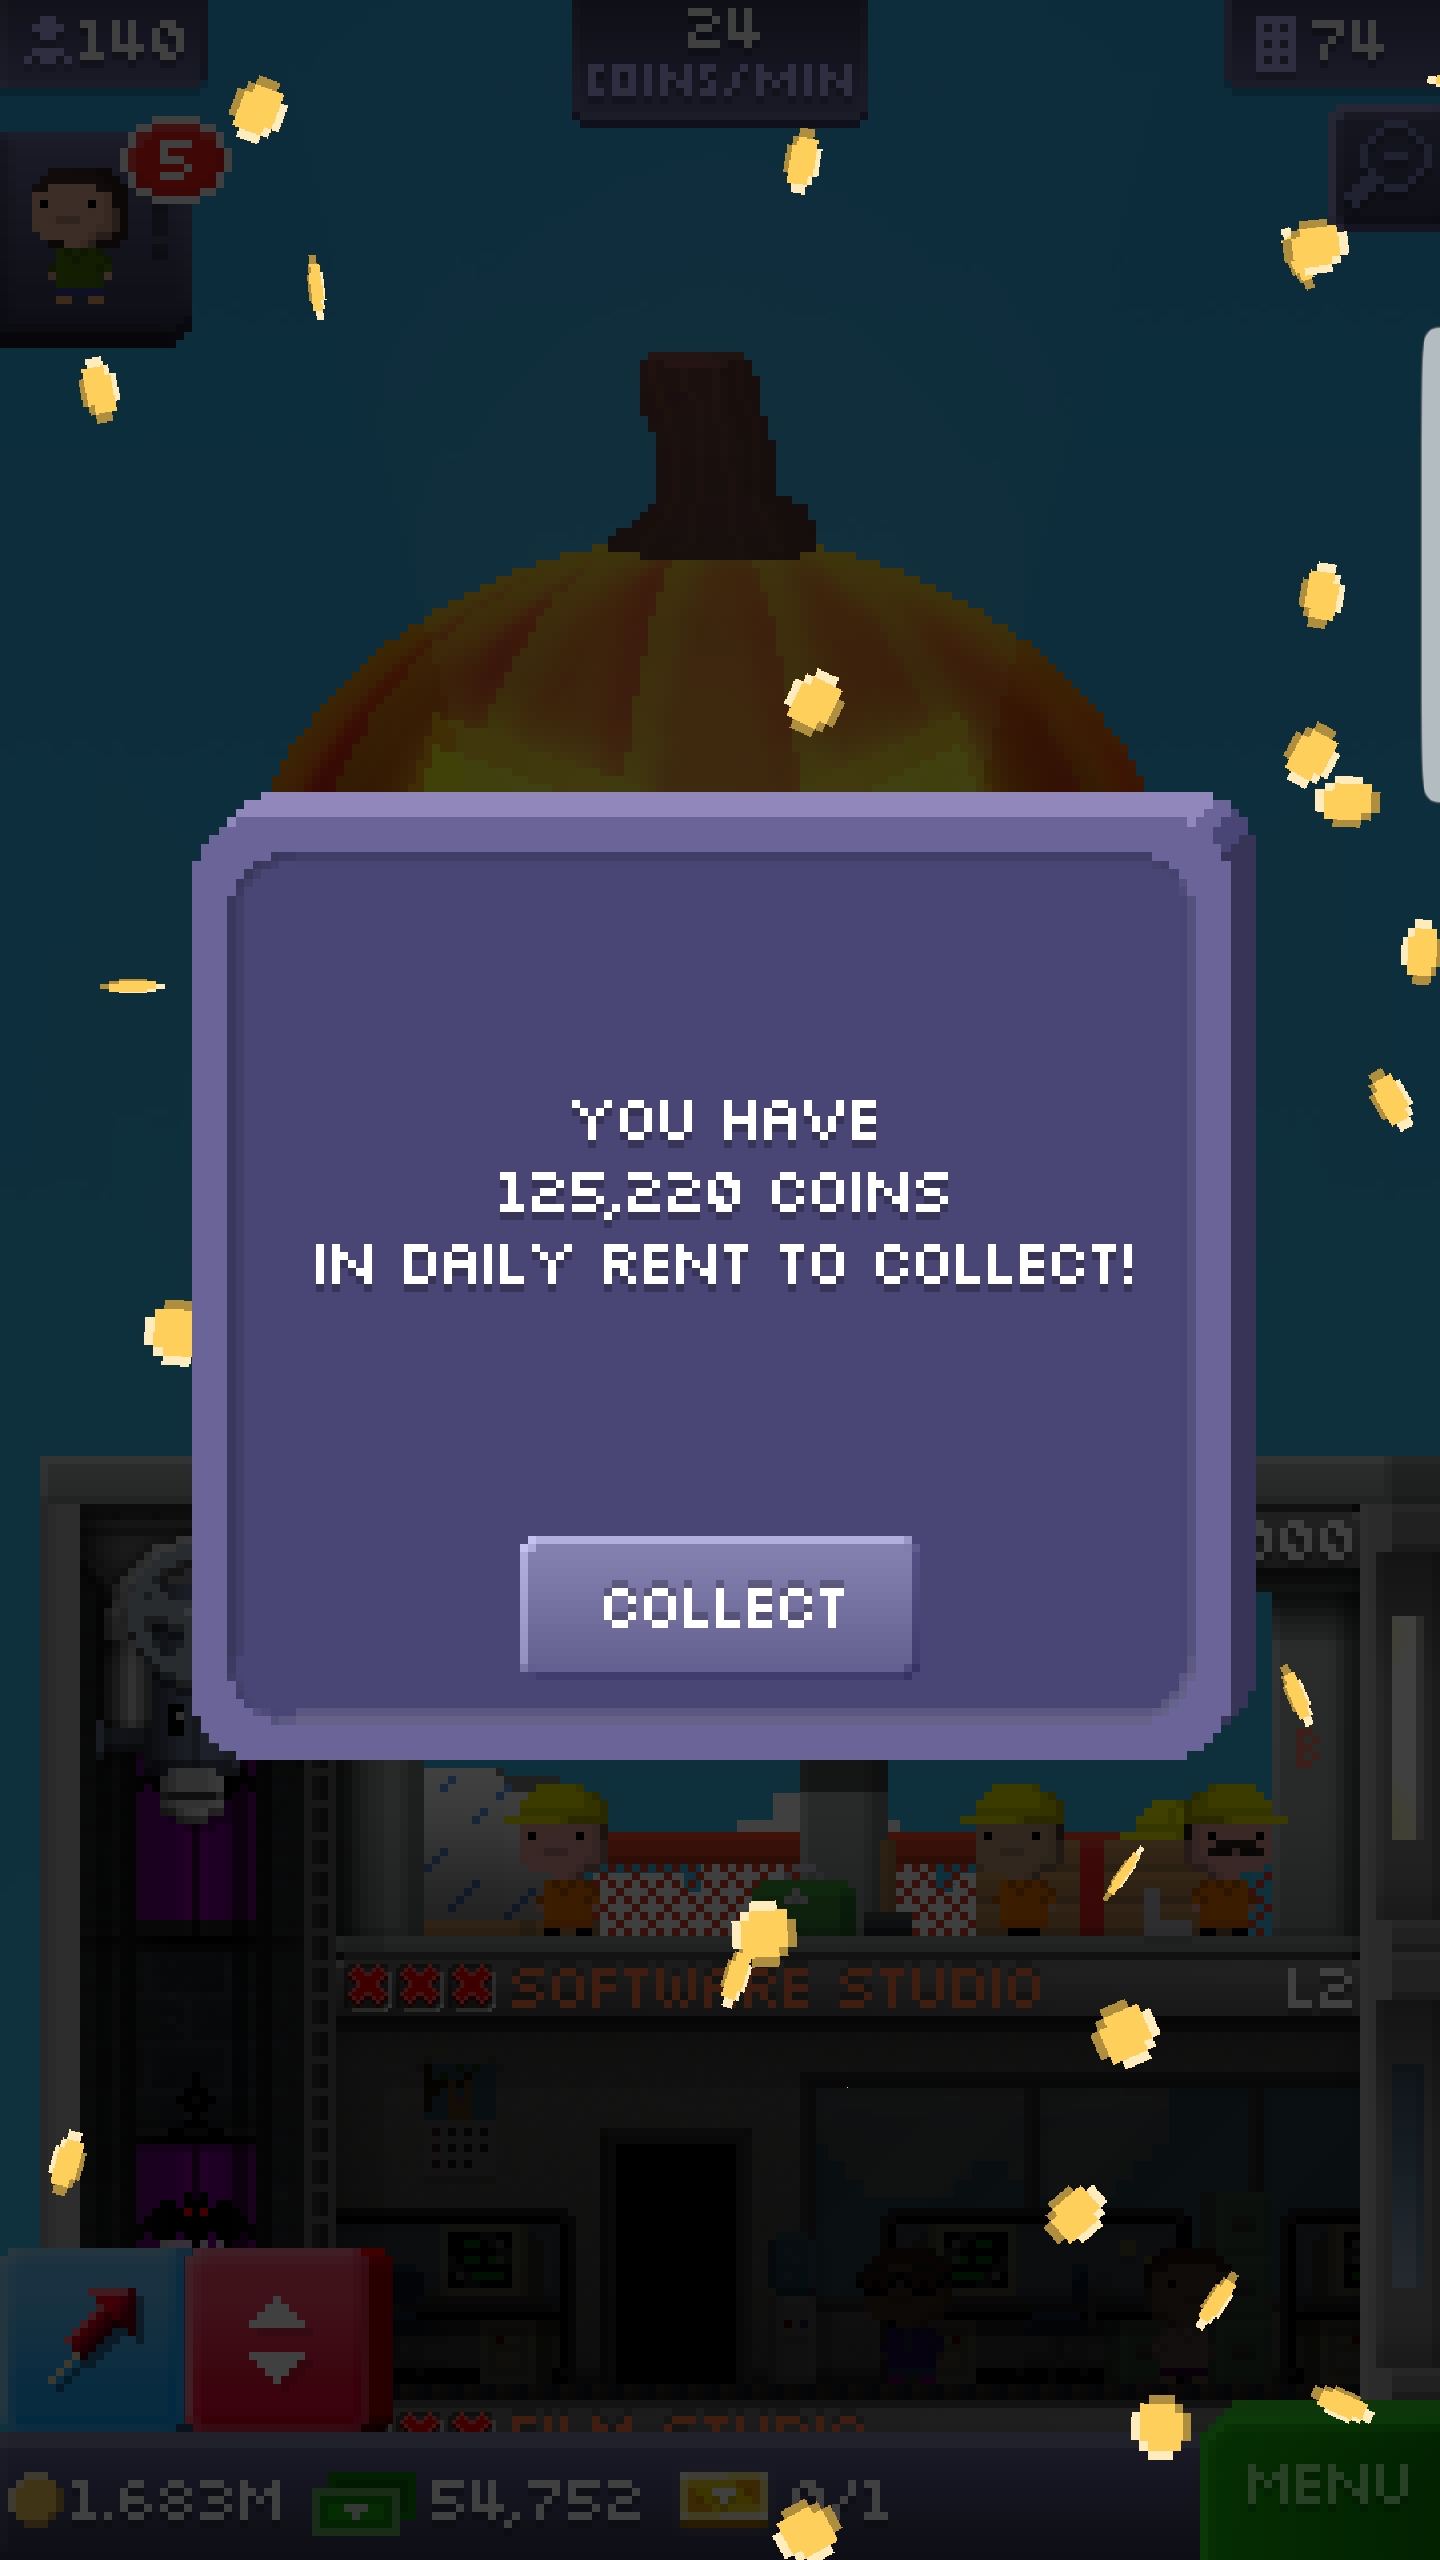 140
24
COINS/MIN
74
5
YOU HAVE
125,220 COINS
IN DAILY RENT TO COLLECT!
000
COLLECT
B
SOFTWARE STUDIO
L2
FILM STUDIO
1.683M
54,752
0/1
MENU